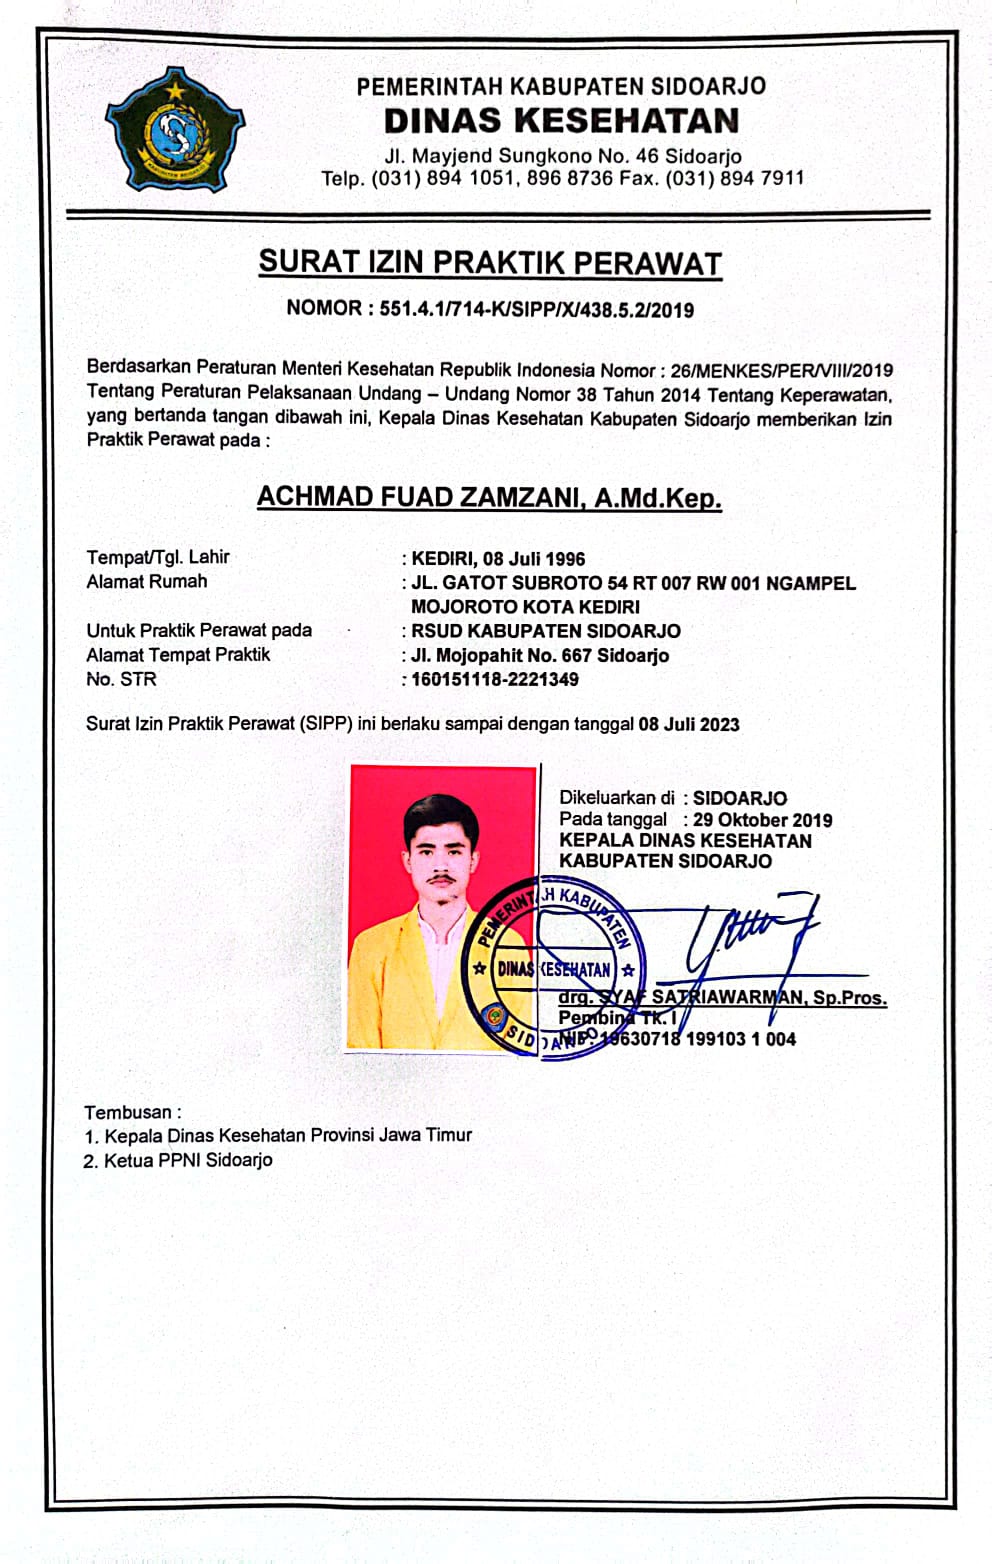 PEMERINTAH KABUPATEN SIDOARJO
DINAS KESEHATAN
Jl. Mayjend Sungkono No. 46 Sidoarjo
Telp. (031) 894 1051, 896 8736 Fax. (031) 894 7911
KABUPATEN SIDOARJO
SURAT IZIN PRAKTIK PERAWAT
NOMOR : 551.4.1/714-K/SIPP/X/438.5.2/2019
Berdasarkan Peraturan Menteri Kesehatan Republik Indonesia Nomor : 26/MENKES/PER/VIII/2019
Tentang Peraturan Pelaksanaan Undang – Undang Nomor 38 Tahun 2014 Tentang Keperawatan,
yang bertanda tangan dibawah ini, Kepala Dinas Kesehatan Kabupaten Sidoarjo memberikan Izin
Praktik Perawat pada :
ACHMAD FUAD ZAMZANI, A.Md.Kep.
Tempat/Tgl. Lahir : KEDIRI, 08 Juli 1996
Alamat Rumah : JL. GATOT SUBROTO 54 RT 007 RW 001 NGAMPEL
MOJOROTO KOTA KEDIRI
Untuk Praktik Perawat pada : RSUD KABUPATEN SIDOARJO
Alamat Tempat Praktik : Jl. Mojopahit No. 667 Sidoarjo
No. STR : 160151118-2221349
Surat Izin Praktik Perawat (SIPP) ini berlaku sampai dengan tanggal 08 Juli 2023
Dikeluarkan di : SIDOARJO
Pada tanggal : 29 Oktober 2019
KEPALA DINAS KESEHATAN
KABUPATEN SIDOARJO
PEMERINTAH KABUPATEN
DINAS KESEHATAN
SIDOARJO
drg. SYAF SATRIAWARMAN, Sp.Pros.
Pembina Tk. I
NIP. 19630718 199103 1 004
Tembusan :
1. Kepala Dinas Kesehatan Provinsi Jawa Timur
2. Ketua PPNI Sidoarjo